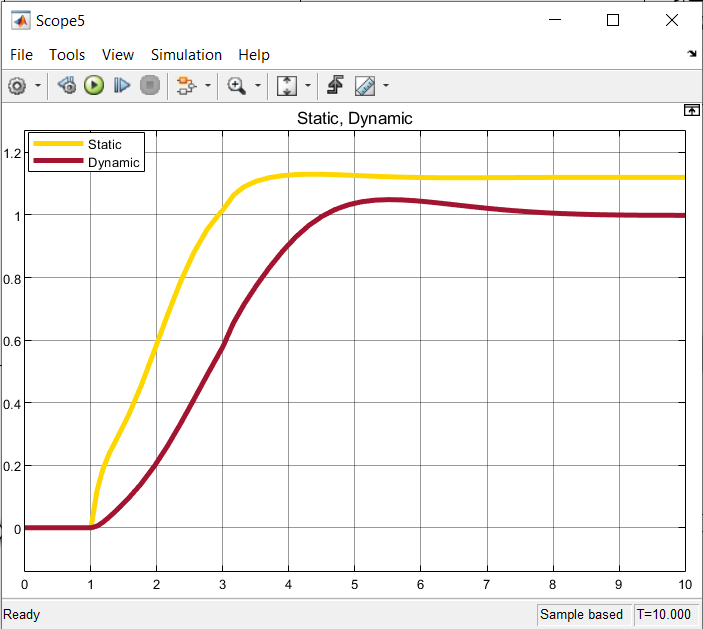 Scope5
File Tools View Simulation Help
Static, Dynamic
Static
Dynamic
1.2
1
0.8
0.6
0.4
0.2
0
0 1 2 3 4 5 6 7 8 9 10
Ready Sample based T=10.000